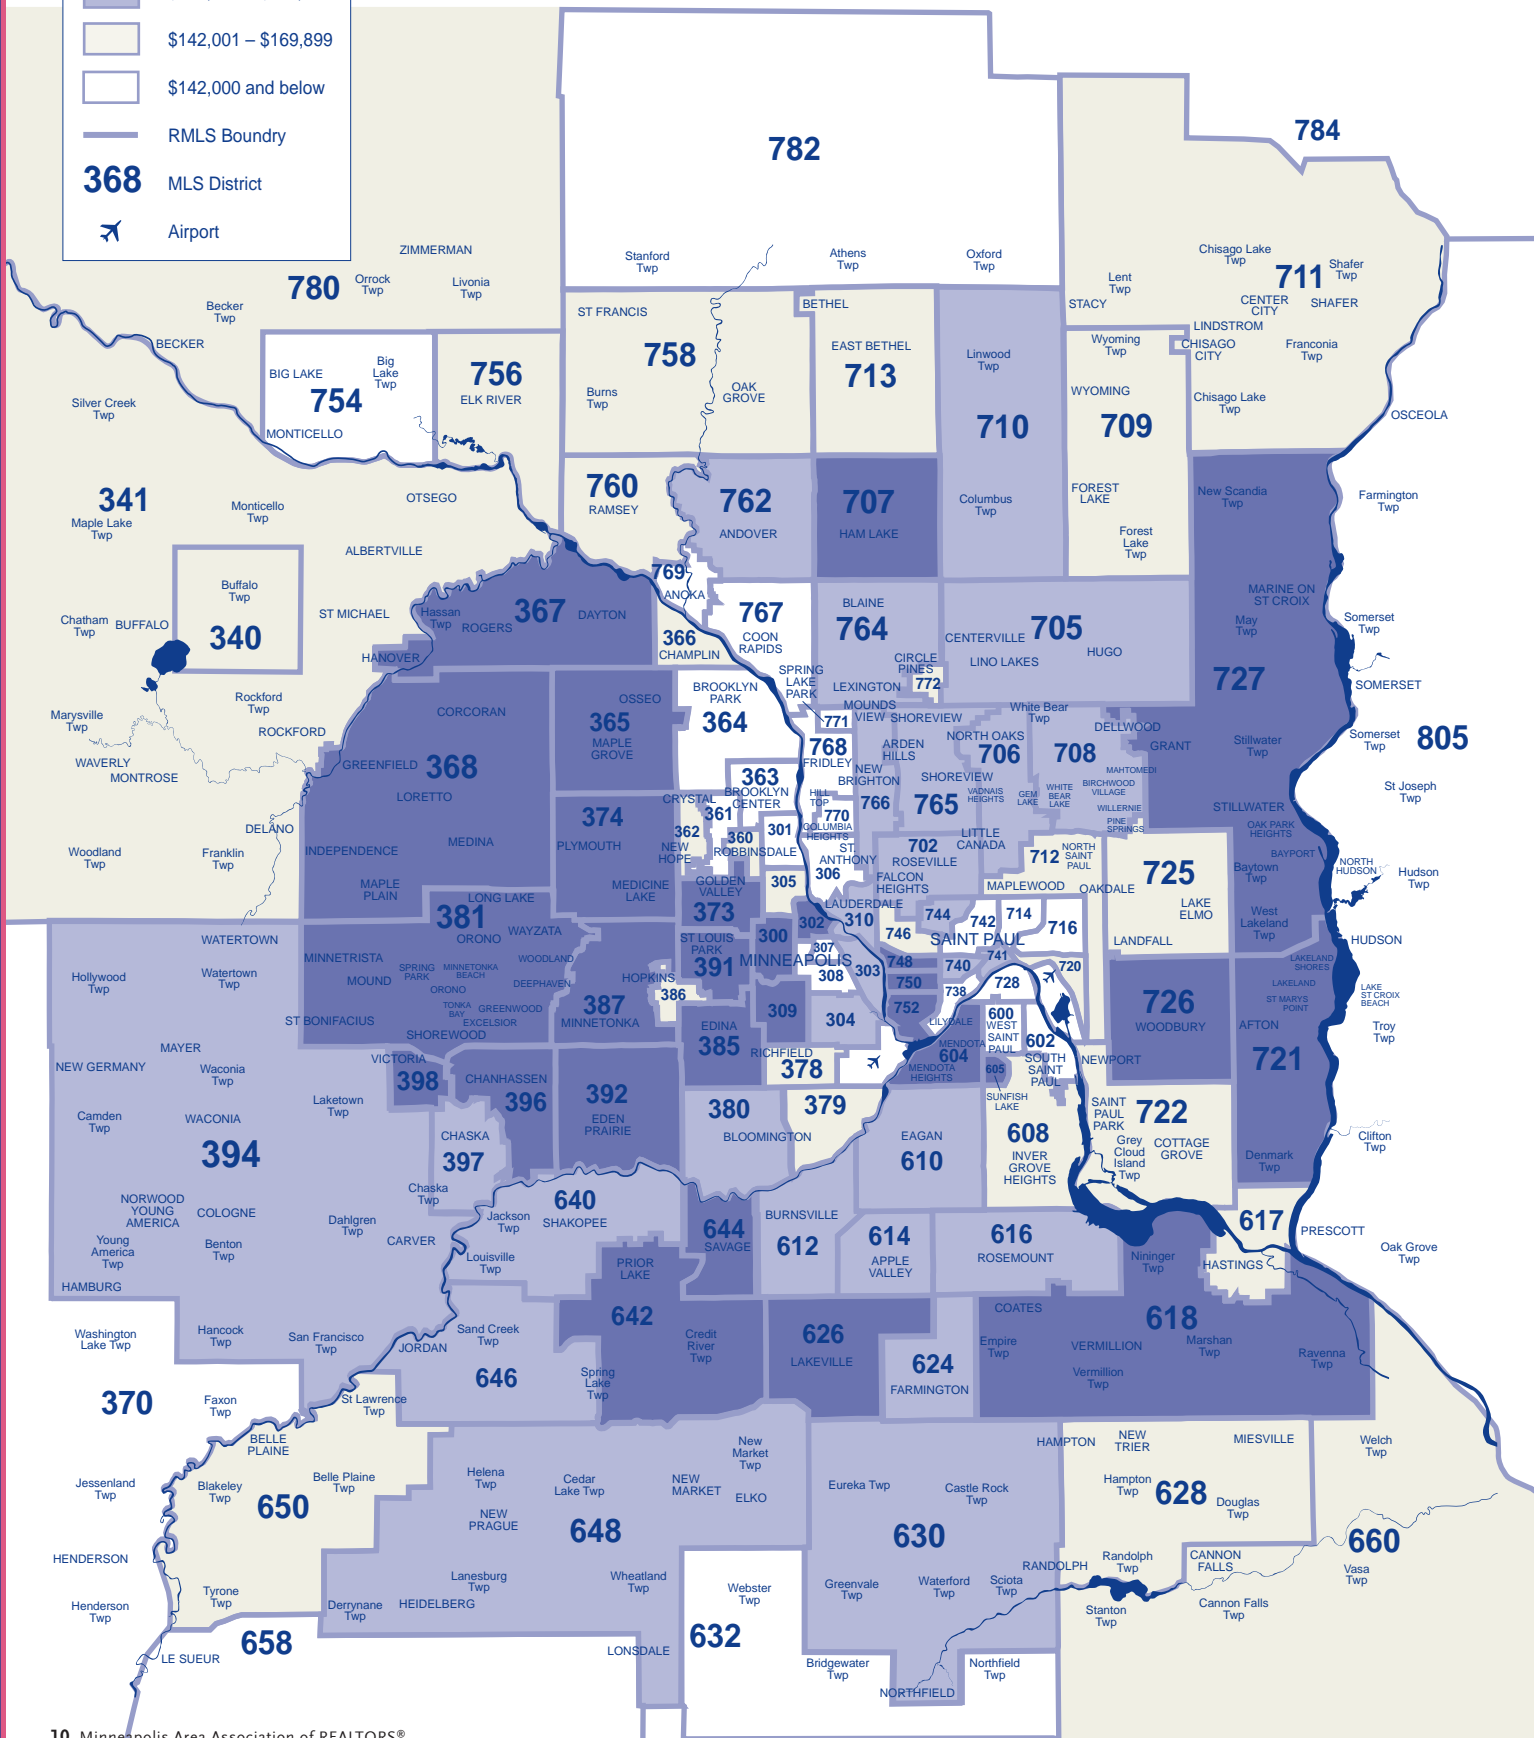 $142,001 – $169,899
$142,000 and below
RMLS Boundry
368 MLS District
Airport
782
784
ZIMMERMAN
780
Orrock
Twp
Livonia
Twp
Becker
Twp
BECKER
Stanford
Twp
Athens
Twp
Oxford
Twp
Chisago Lake
Twp
711
Shafer
Twp
Lent
Twp
STACY
CENTER
CITY
SHAFER
LINDSTROM
CHISAGO
CITY
Franconia
Twp
Chisago Lake
Twp
OSCEOLA
ST FRANCIS
758
Burns
Twp
OAK
GROVE
BETHEL
EAST BETHEL
713
Linwood
Twp
710
Columbus
Twp
Wyoming
Twp
WYOMING
709
FOREST
LAKE
Forest
Lake
Twp
BIG LAKE
Big
Lake
Twp
754
MONTICELLO
756
ELK RIVER
Silver Creek
Twp
341
Maple Lake
Twp
Monticello
Twp
OTSEGO
ALBERTVILLE
760
RAMSEY
762
ANDOVER
707
HAM LAKE
New Scandia
Twp
Farmington
Twp
Buffalo
Twp
340
Chatham
Twp
BUFFALO
ST MICHAEL
HANOVER
Hassan
Twp
ROGERS
367
DAYTON
769
ANOKA
366
CHAMPLIN
767
COON
RAPIDS
BLAINE
764
CENTERVILLE
705
LINO LAKES
HUGO
CIRCLE
PINES
772
LEXINGTON
MARINE ON
ST CROIX
May
Twp
727
Somerset
Twp
SOMERSET
Somerset
Twp
805
St Joseph
Twp
Rockford
Twp
ROCKFORD
Marysville
Twp
WAVERLY
MONTROSE
DELANO
Woodland
Twp
Franklin
Twp
CORCORAN
GREENFIELD
368
LORETTO
INDEPENDENCE
MEDINA
MAPLE
PLAIN
OSSEO
365
MAPLE
GROVE
374
PLYMOUTH
MEDICINE
LAKE
BROOKLYN
PARK
364
SPRING
LAKE
PARK
771
768
FRIDLEY
363
BROOKLYN
CENTER
CRYSTAL
361
362
NEW
HOPE
360
ROBBINSDALE
301
305
HILL
TOP
770
COLUMBIA
HEIGHTS
ST.
ANTHONY
306
MOUNDS
VIEW
SHOREVIEW
ARDEN
HILLS
NEW
BRIGHTON
766
765
SHOREVIEW
NORTH OAKS
706
VADNAIS
HEIGHTS
White Bear
Twp
708
GEM
LAKE
WHITE
BEAR
LAKE
DELLWOOD
GRANT
MAHTOMEDI
BIRCHWOOD
VILLAGE
WILLERNIE
PINE
SPRINGS
Stillwater
Twp
STILLWATER
OAK PARK
HEIGHTS
BAYPORT
Baytown
Twp
West
Lakeland
Twp
NORTH
HUDSON
Hudson
Twp
HUDSON
702
ROSEVILLE
LITTLE
CANADA
FALCON
HEIGHTS
LAUDERDALE
712
NORTH
SAINT
PAUL
MAPLEWOOD
OAKDALE
725
LAKE
ELMO
LANDFALL
GOLDEN
VALLEY
373
LONG LAKE
381
ORONO
WAYZATA
MINNETRISTA
MOUND
SPRING
PARK
MINNETONKA
BEACH
ORONO
WOODLAND
DEEPHAVEN
TONKA
BAY
GREENWOOD
EXCELSIOR
SHOREWOOD
ST BONIFACIUS
HOPKINS
386
387
MINNETONKA
ST LOUIS
PARK
391
300
302
310
MINNEAPOLIS
307
308
303
309
304
746
744
742
714
716
SAINT PAUL
748
740
741
720
750
738
728
752
LILYDALE
MENDOTA
604
MENDOTA
HEIGHTS
600
WEST
SAINT
PAUL
602
SOUTH
SAINT
PAUL
605
SUNFISH
LAKE
NEWPORT
726
WOODBURY
LAKELAND
SHORES
LAKELAND
ST MARYS
POINT
LAKE
ST CROIX
BEACH
AFTON
721
Troy
Twp
Clifton
Twp
Denmark
Twp
WATERTOWN
Watertown
Twp
Hollywood
Twp
MAYER
NEW GERMANY
Waconia
Twp
Camden
Twp
WACONIA
Laketown
Twp
394
VICTORIA
398
CHANHASSEN
396
392
EDEN
PRAIRIE
EDINA
385
RICHFIELD
378
380
BLOOMINGTON
379
EAGAN
610
608
INVER
GROVE
HEIGHTS
SAINT
PAUL
PARK
722
Grey
Cloud
Island
Twp
COTTAGE
GROVE
CHASKA
397
Chaska
Twp
NORWOOD
YOUNG
AMERICA
COLOGNE
Young
America
Twp
Benton
Twp
Dahlgren
Twp
CARVER
HAMBURG
640
SHAKOPEE
Jackson
Twp
Louisville
Twp
644
SAVAGE
BURNSVILLE
612
614
APPLE
VALLEY
616
ROSEMOUNT
617
HASTINGS
Nininger
Twp
PRESCOTT
Oak Grove
Twp
PRIOR
LAKE
642
Credit
River
Twp
Spring
Lake
Twp
626
LAKEVILLE
624
FARMINGTON
COATES
Empire
Twp
618
VERMILLION
Vermillion
Twp
Marshan
Twp
Ravenna
Twp
Washington
Lake Twp
Hancock
Twp
San Francisco
Twp
JORDAN
Sand Creek
Twp
646
370
Faxon
Twp
St Lawrence
Twp
BELLE
PLAINE
Belle Plaine
Twp
Blakeley
Twp
650
Jessenland
Twp
HENDERSON
Henderson
Twp
Tyrone
Twp
658
LE SUEUR
Helena
Twp
Cedar
Lake Twp
New
Market
Twp
NEW
MARKET
ELKO
NEW
PRAGUE
648
Lanesburg
Twp
Wheatland
Twp
Derrynane
Twp
HEIDELBERG
LONSDALE
Webster
Twp
632
Eureka Twp
Castle Rock
Twp
630
Greenvale
Twp
Waterford
Twp
Sciota
Twp
Bridgewater
Twp
Northfield
Twp
NORTHFIELD
HAMPTON
NEW
TRIER
MIESVILLE
Hampton
Twp
628
Douglas
Twp
RANDOLPH
Randolph
Twp
Stanton
Twp
CANNON
FALLS
Cannon Falls
Twp
Welch
Twp
660
Vasa
Twp
10 Minneapolis Area Association of REALTORS®